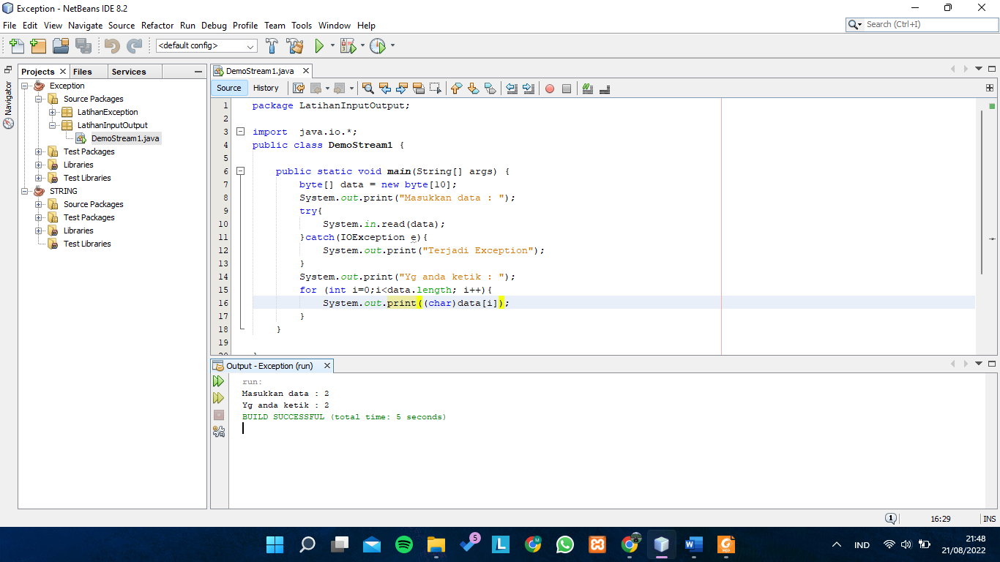 Exception - NetBeans IDE 8.2
File Edit View Navigate Source Refactor Run Debug Profile Team Tools Window Help
Search (Ctrl+I)
<default config>
Projects Files Services
Navigator
Exception
Source Packages
LatihanException
LatihanInputOutput
DemoStream1.java
Test Packages
Libraries
Test Libraries
STRING
Source Packages
Test Packages
Libraries
Test Libraries
DemoStream1.java
Source History
1 package LatihanInputOutput;
2
3 import  java.io.*;
4 public class DemoStream1 {
5
6     public static void main(String[] args) {
7         byte[] data = new byte[10];
8         System.out.print("Masukkan data : ");
9         try{
10             System.in.read(data);
11         }catch(IOException e){
12             System.out.print("Terjadi Exception");
13         }
14         System.out.print("Yg anda ketik : ");
15         for (int i=0;i<data.length; i++){
16             System.out.print((char)data[i]);
17         }
18     }
19
Output - Exception (run)
run:
Masukkan data : 2
Yg anda ketik : 2
BUILD SUCCESSFUL (total time: 5 seconds)
1 16:29 INS
5 L M W PDF
IND
21:48
21/08/2022